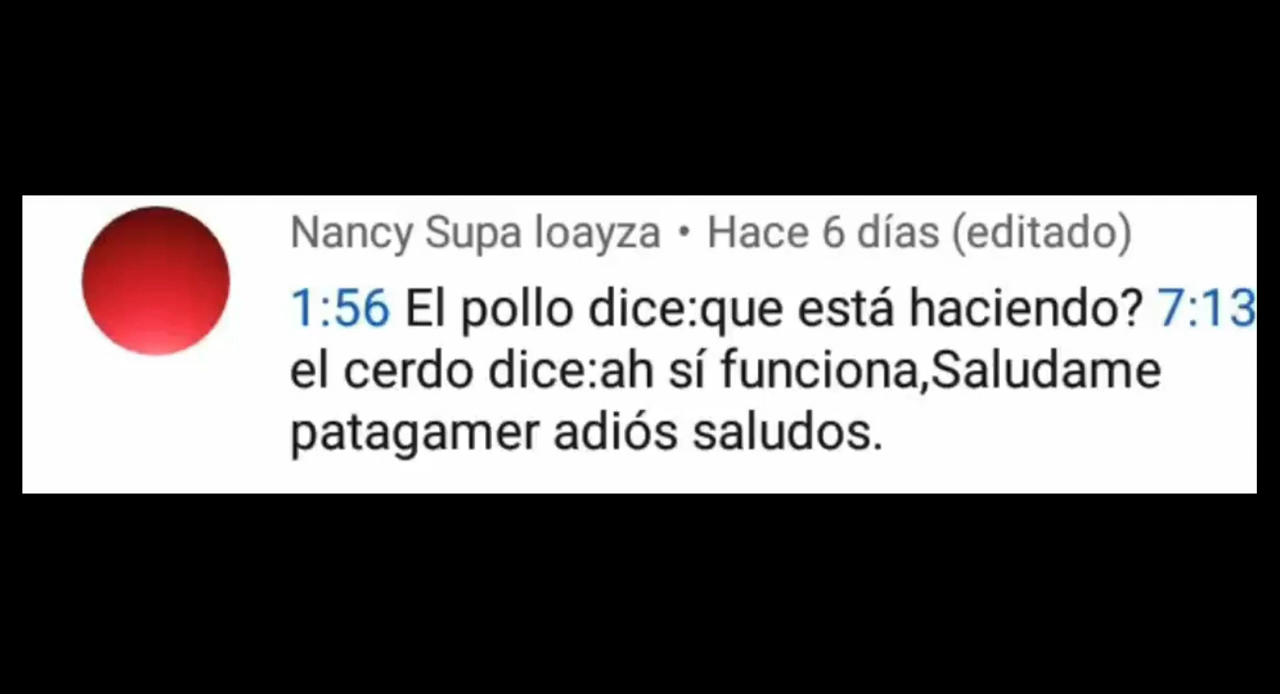 Nancy Supa loayza • Hace 6 días (editado)
1:56 El pollo dice:que está haciendo? 7:13
el cerdo dice:ah sí funciona,Saludame
patagamer adiós saludos.